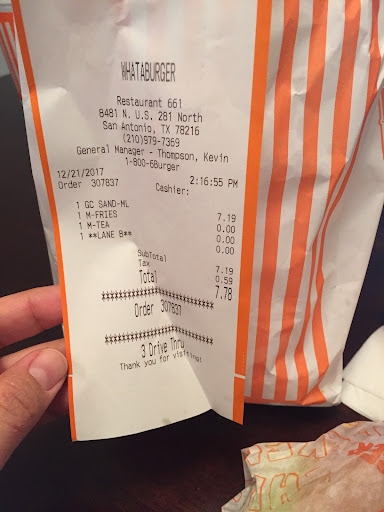 WHATABURGER
Restaurant 661
8481 N. U.S. 281 North
San Antonio, TX 78216
(210)979-7369
General Manager - Thompson, Kevin
1-800-6Burger
12/21/2017 2:16:55 PM
Order 307837 Cashier:
1 GC SAND-ML 7.19
1 M-FRIES 0.00
1 M-TEA 0.00
1 **LANE B** 0.00
SubTotal 7.19
Tax 0.59
Total 7.78
Order 307837
3 Drive Thru
Thank you for visiting!